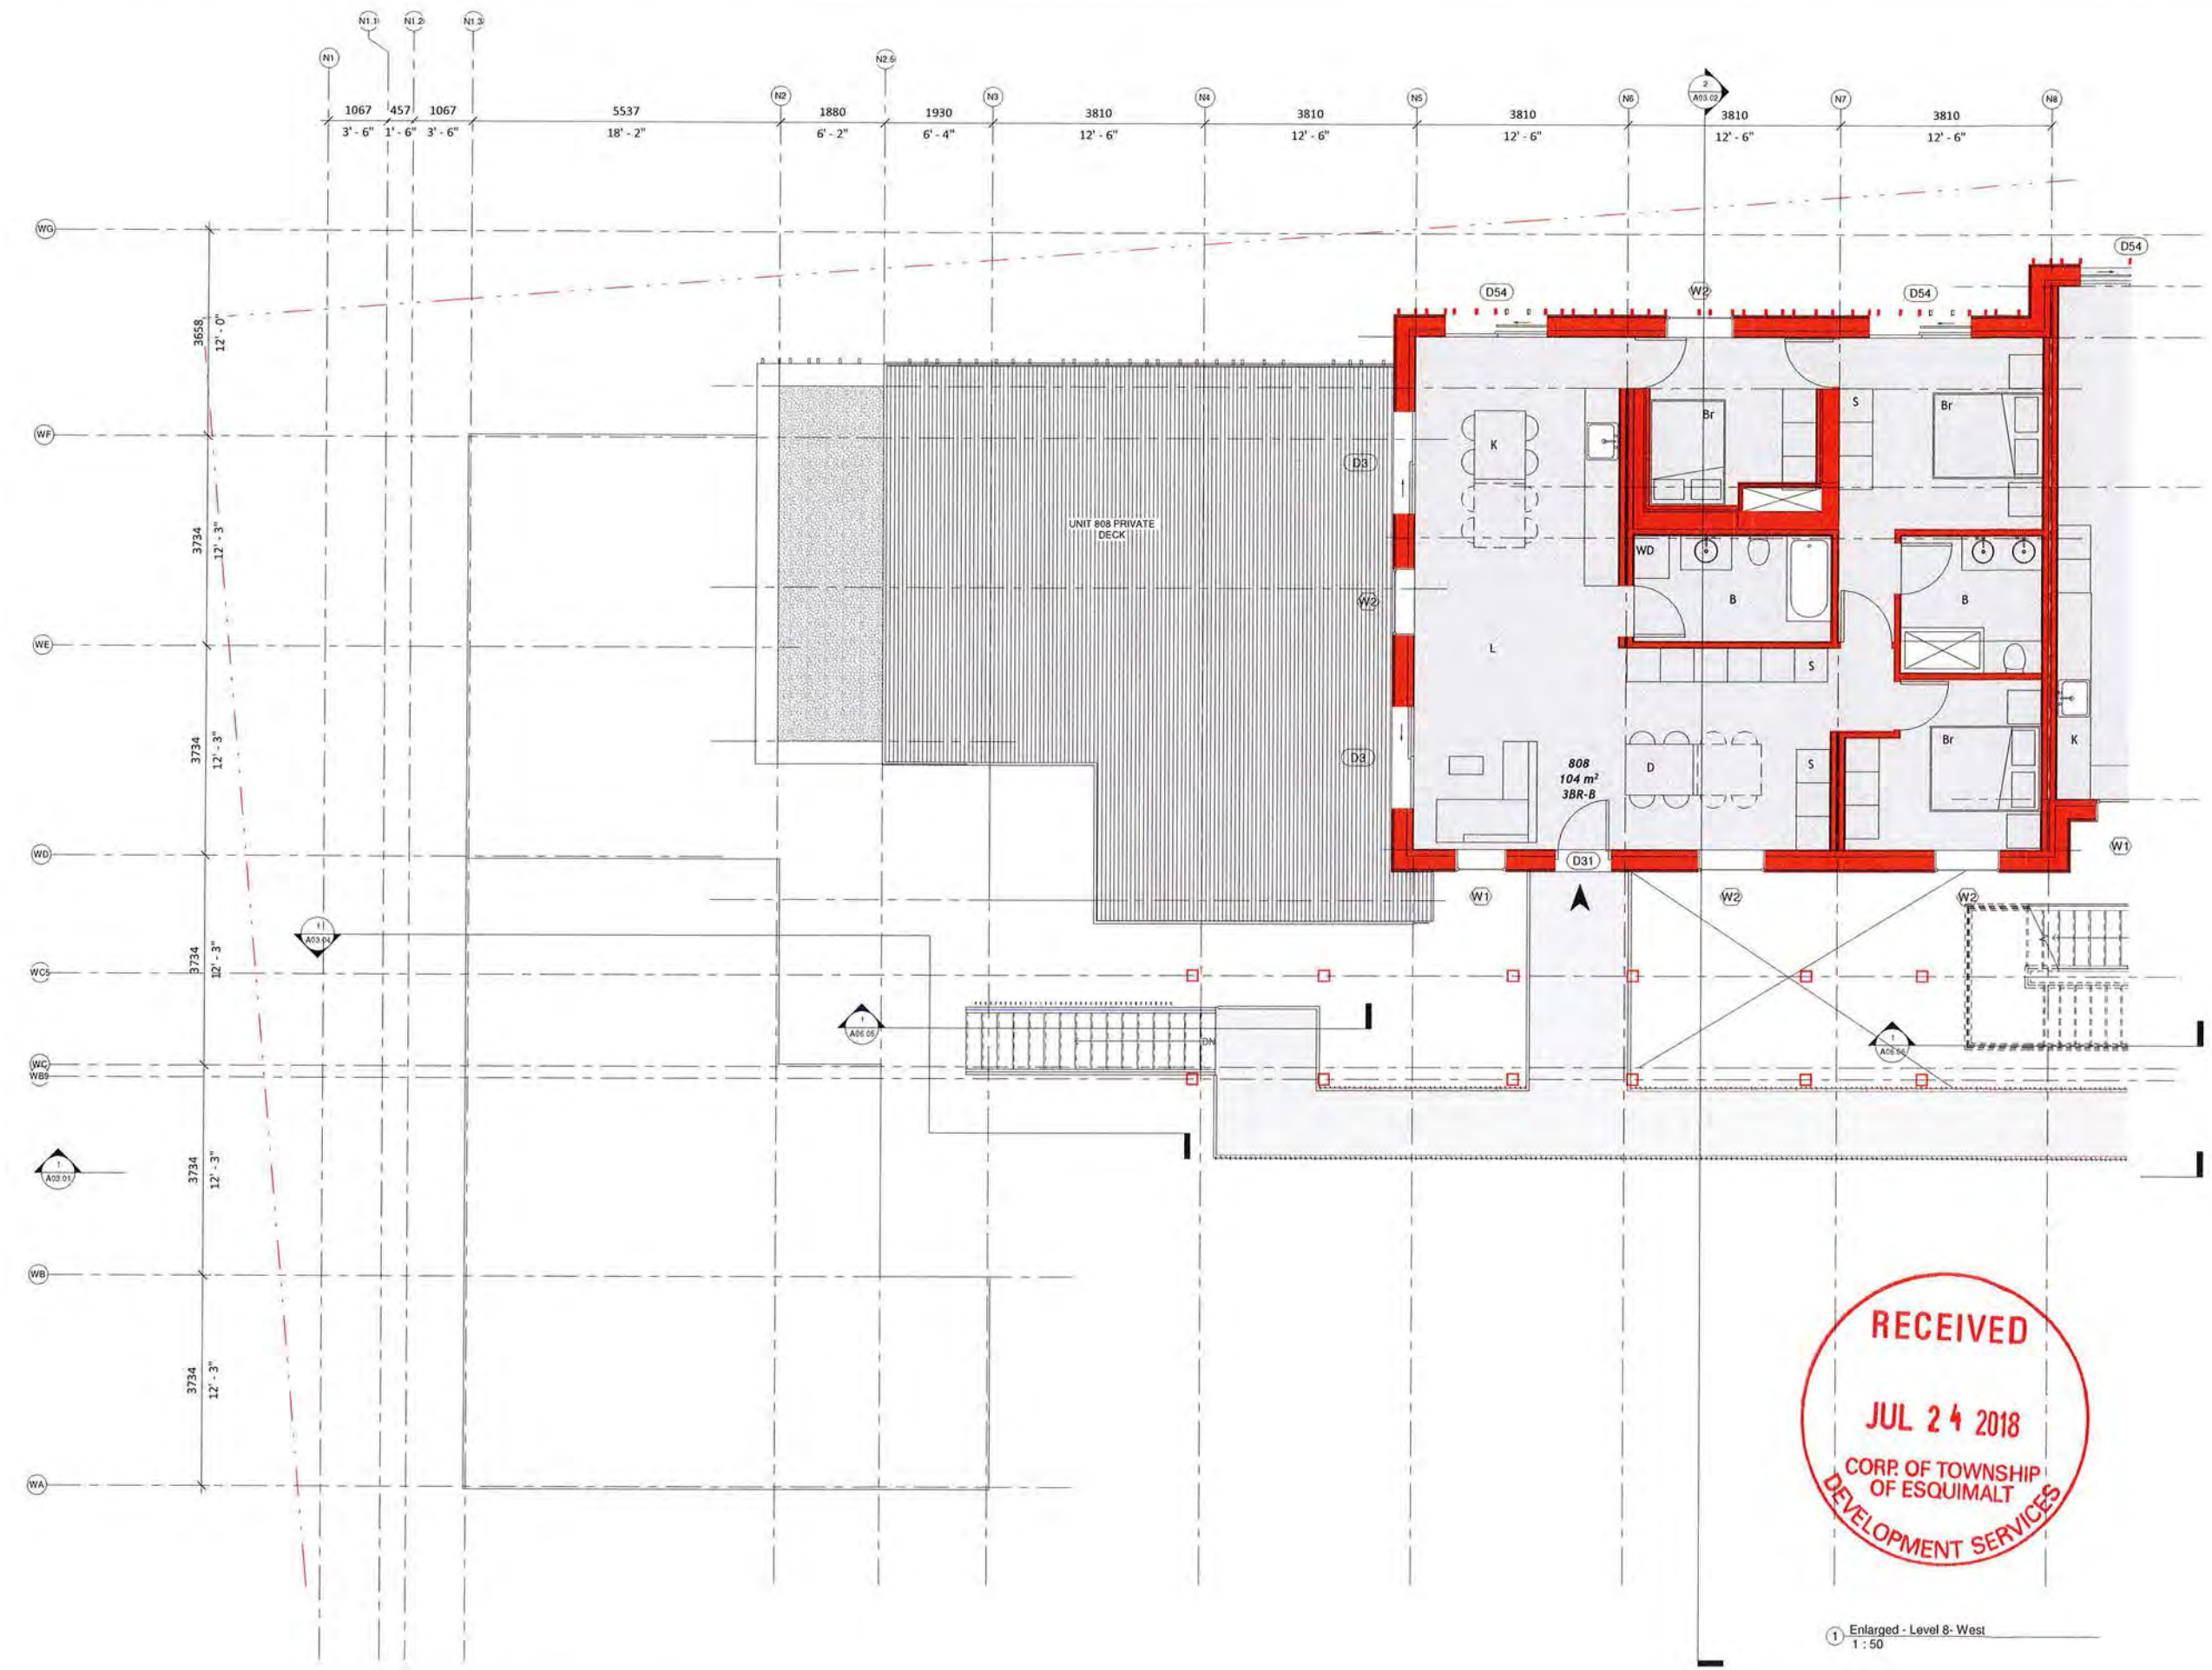 N1.1 N1.2 N1.3
N1 N2.5
N2 N3 N4 N5 N6 N7 N8
2
A03.02
1067 457 1067 5537 1880 1930 3810 3810 3810 3810 3810
3' - 6" 1' - 6" 3' - 6" 18' - 2" 6' - 2" 6' - 4" 12' - 6" 12' - 6" 12' - 6" 12' - 6" 12' - 6"
WG
D54
D54 W2 D54
3658
12' - 0"
S
Br Br
WF
K
D3
3734
12' - 3"
UNIT 808 PRIVATE
DECK
WD
W2 B B
WE
L
S
3734
12' - 3"
Br K
D3
808 D S
104 m²
3BR-B
WD
D31
W1
W1 W2 W2
1
A03.04
3734
12' - 3"
WC5
1
A06.05
DN
1
WC
WB9
1
A03.01
3734
12' - 3"
WB
3734
12' - 3"
WA
RECEIVED
JUL 24 2018
CORP. OF TOWNSHIP
OF ESQUIMALT
DEVELOPMENT SERVICES
1 Enlarged - Level 8- West
1 : 50